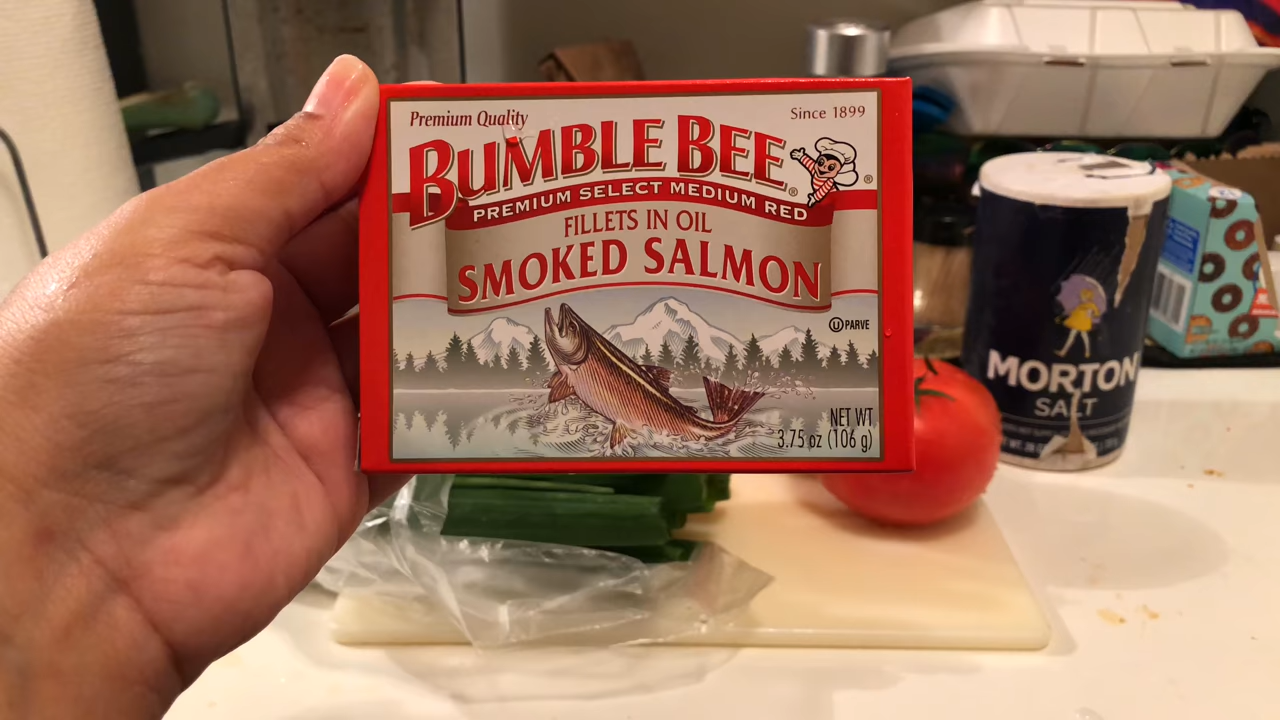 Premium Quality
Since 1899
BUMBLE BEE®
®
PREMIUM SELECT MEDIUM RED
FILLETS IN OIL
SMOKED SALMON
U PARVE
NET WT
3.75 oz (106 g)
MORTON
SALT